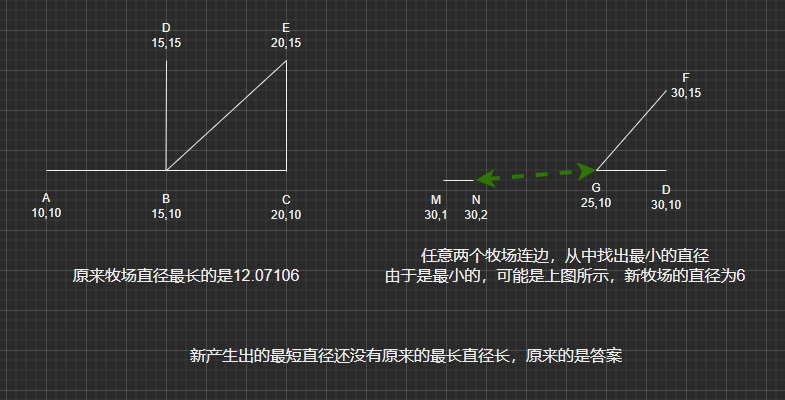 D
15,15
E
20,15
F
30,15
A
10,10
B
15,10
C
20,10
M
30,1
N
30,2
G
25,10
D
30,10
任意两个牧场连边，从中找出最小的直径
由于是最小的，可能是上图所示，新牧场的直径为6
原来牧场直径最长的是12.07106
新产生出的最短直径还没有原来的最长直径长，原来的是答案